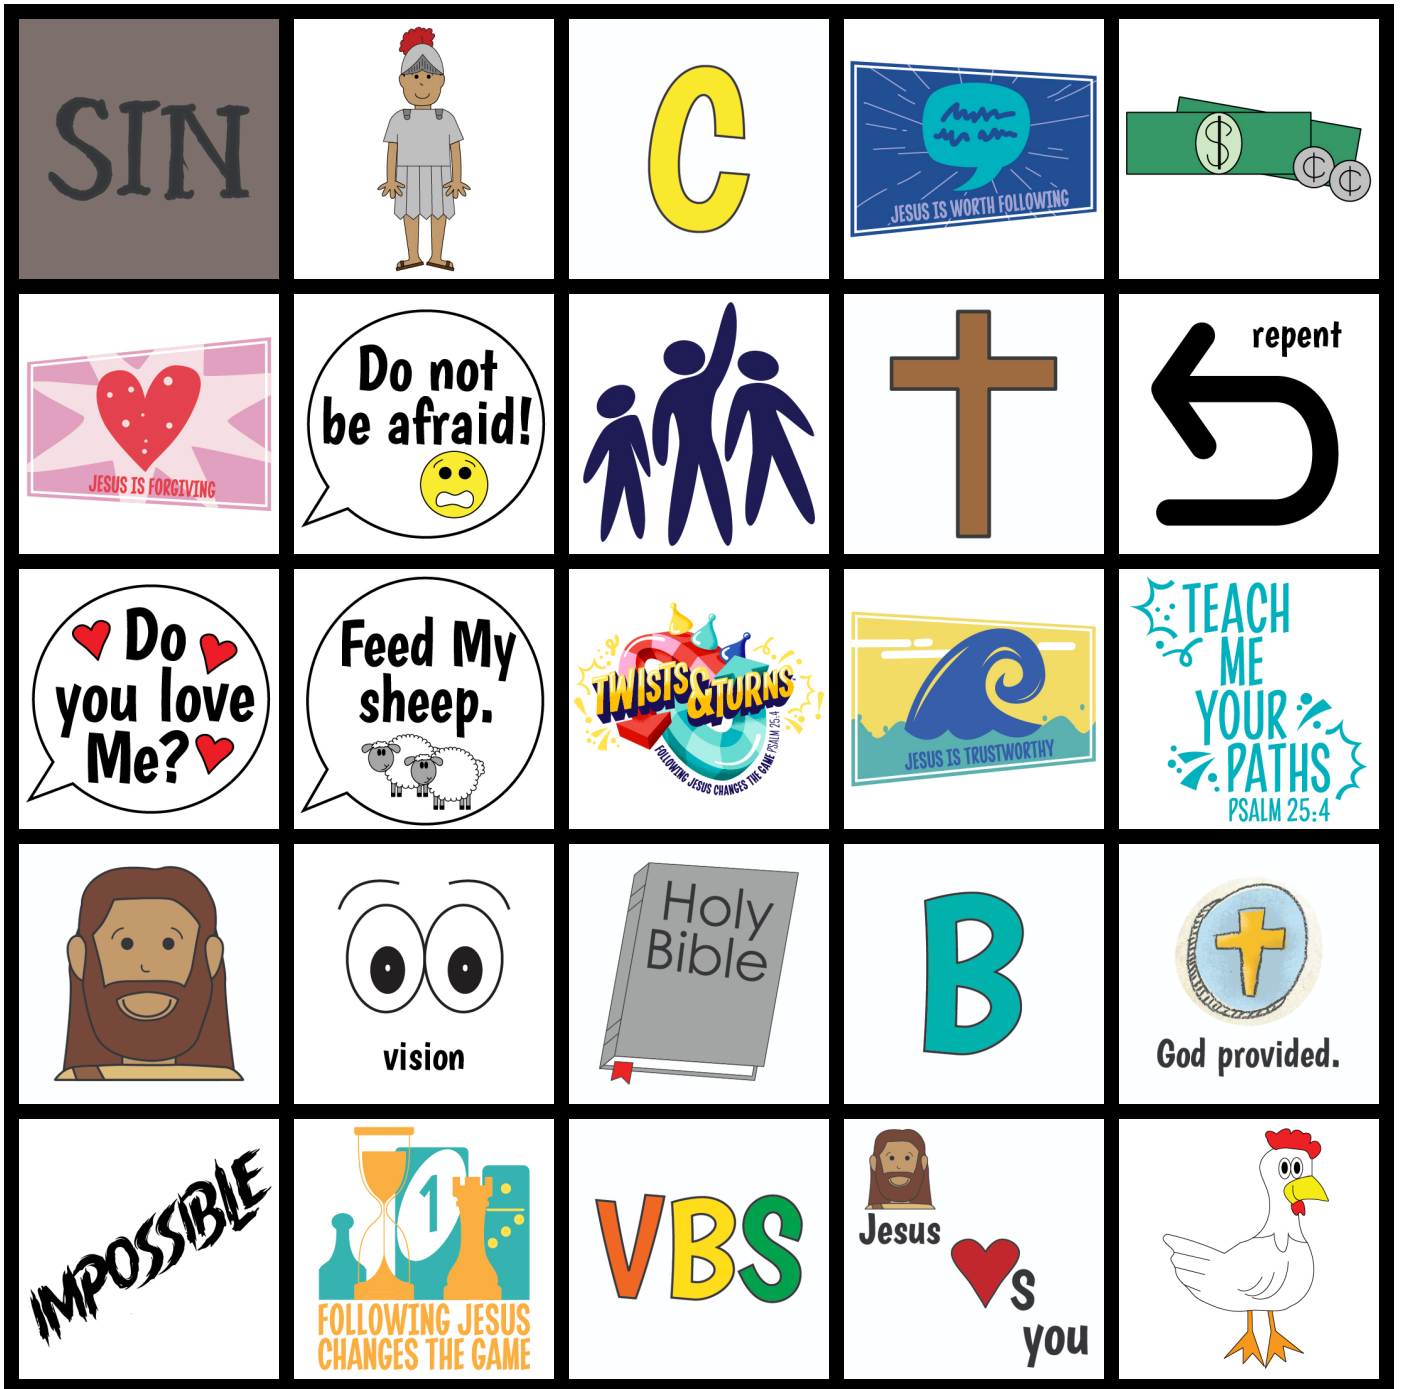 SIN
C
JESUS IS WORTH FOLLOWING
$
¢
¢
JESUS IS FORGIVING
Do not
be afraid!
repent
Do
you love
Me?
Feed My
sheep.
TWISTS&TURNS
FOLLOWING JESUS CHANGES THE GAME PSALM 25:4
JESUS IS TRUSTWORTHY
TEACH
ME
YOUR
PATHS
PSALM 25:4
vision
Holy
Bible
B
God provided.
IMPOSSIBLE
1
FOLLOWING JESUS
CHANGES THE GAME
VBS
Jesus
s
you